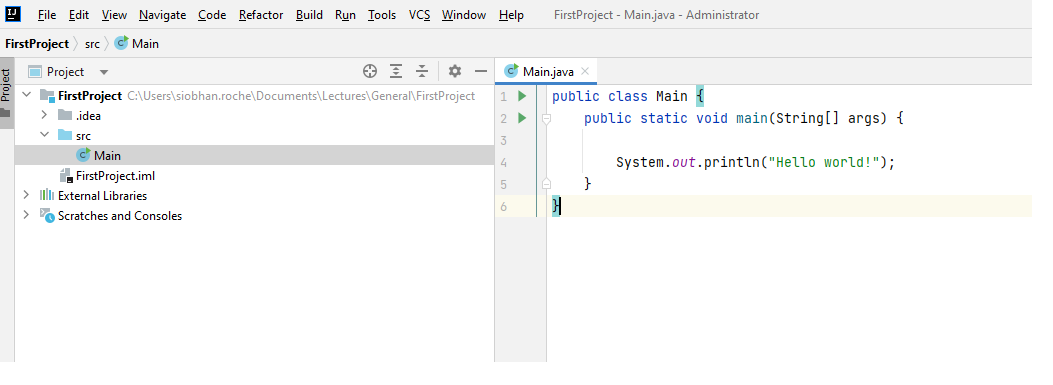 IJ File Edit View Navigate Code Refactor Build Run Tools VCS Window Help FirstProject - Main.java - Administrator
FirstProject src Main
Project
Project
Main.java
FirstProject C:\Users\siobhan.roche\Documents\Lectures\General\FirstProject
.idea
src
Main
FirstProject.iml
External Libraries
Scratches and Consoles
1 public class Main {
2 public static void main(String[] args) {
3
4 System.out.println("Hello world!");
5 }
6 }